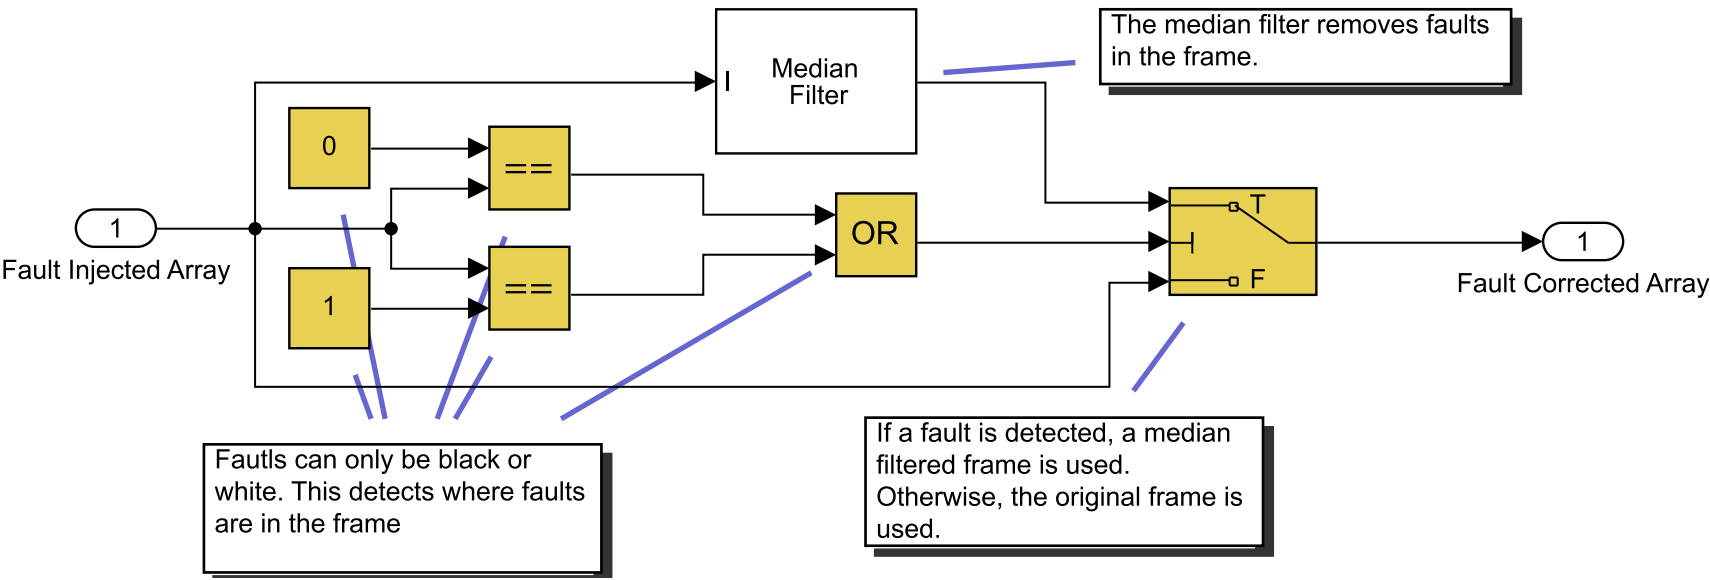 The median filter removes faults
in the frame.
Median
Filter
0
==
1
Fault Injected Array
OR
T
F
1
Fault Corrected Array
1
==
Fautls can only be black or
white. This detects where faults
are in the frame
If a fault is detected, a median
filtered frame is used.
Otherwise, the original frame is
used.
I